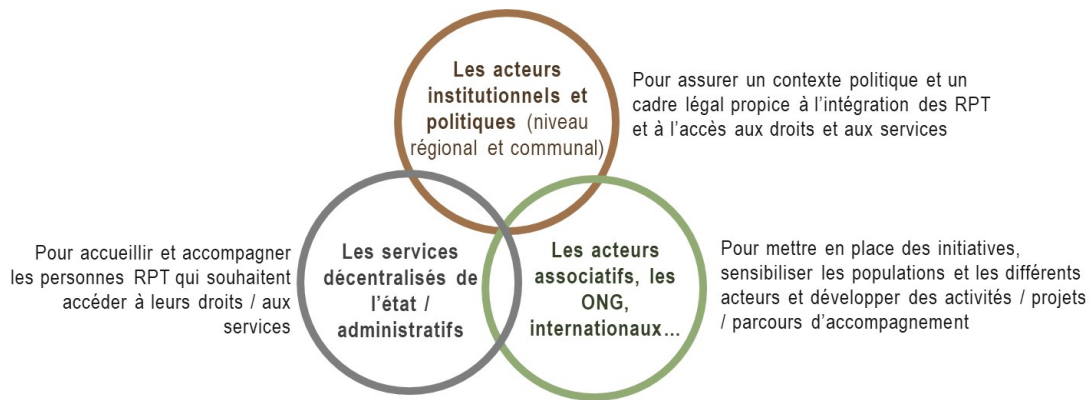 Les acteurs
institutionnels et
politiques (niveau
régional et communal)
Pour assurer un contexte politique et un
cadre légal propice à l'intégration des RPT
et à l'accès aux droits et aux services
Pour accueillir et accompagner
les personnes RPT qui souhaitent
accéder à leurs droits / aux
services
Les services
décentralisés de
l'état /
administratifs
Les acteurs
associatifs, les
ONG,
internationaux...
Pour mettre en place des initiatives,
sensibiliser les populations et les différents
acteurs et développer des activités / projets
/ parcours d'accompagnement